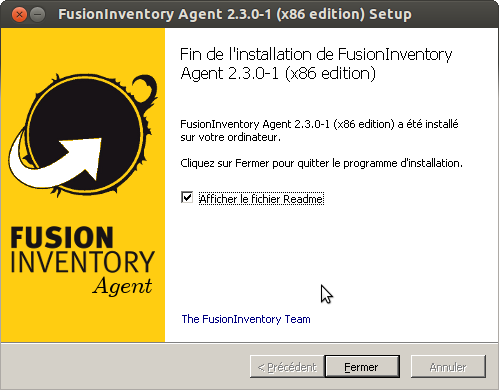 FusionInventory Agent 2.3.0-1 (x86 edition) Setup
Fin de l'installation de FusionInventory
Agent 2.3.0-1 (x86 edition)
FusionInventory Agent 2.3.0-1 (x86 edition) a été installé
sur votre ordinateur.
Cliquez sur Fermer pour quitter le programme d'installation.
Afficher le fichier Readme
FUSION
INVENTORY
Agent
The FusionInventory Team
< Précédent
Fermer
Annuler